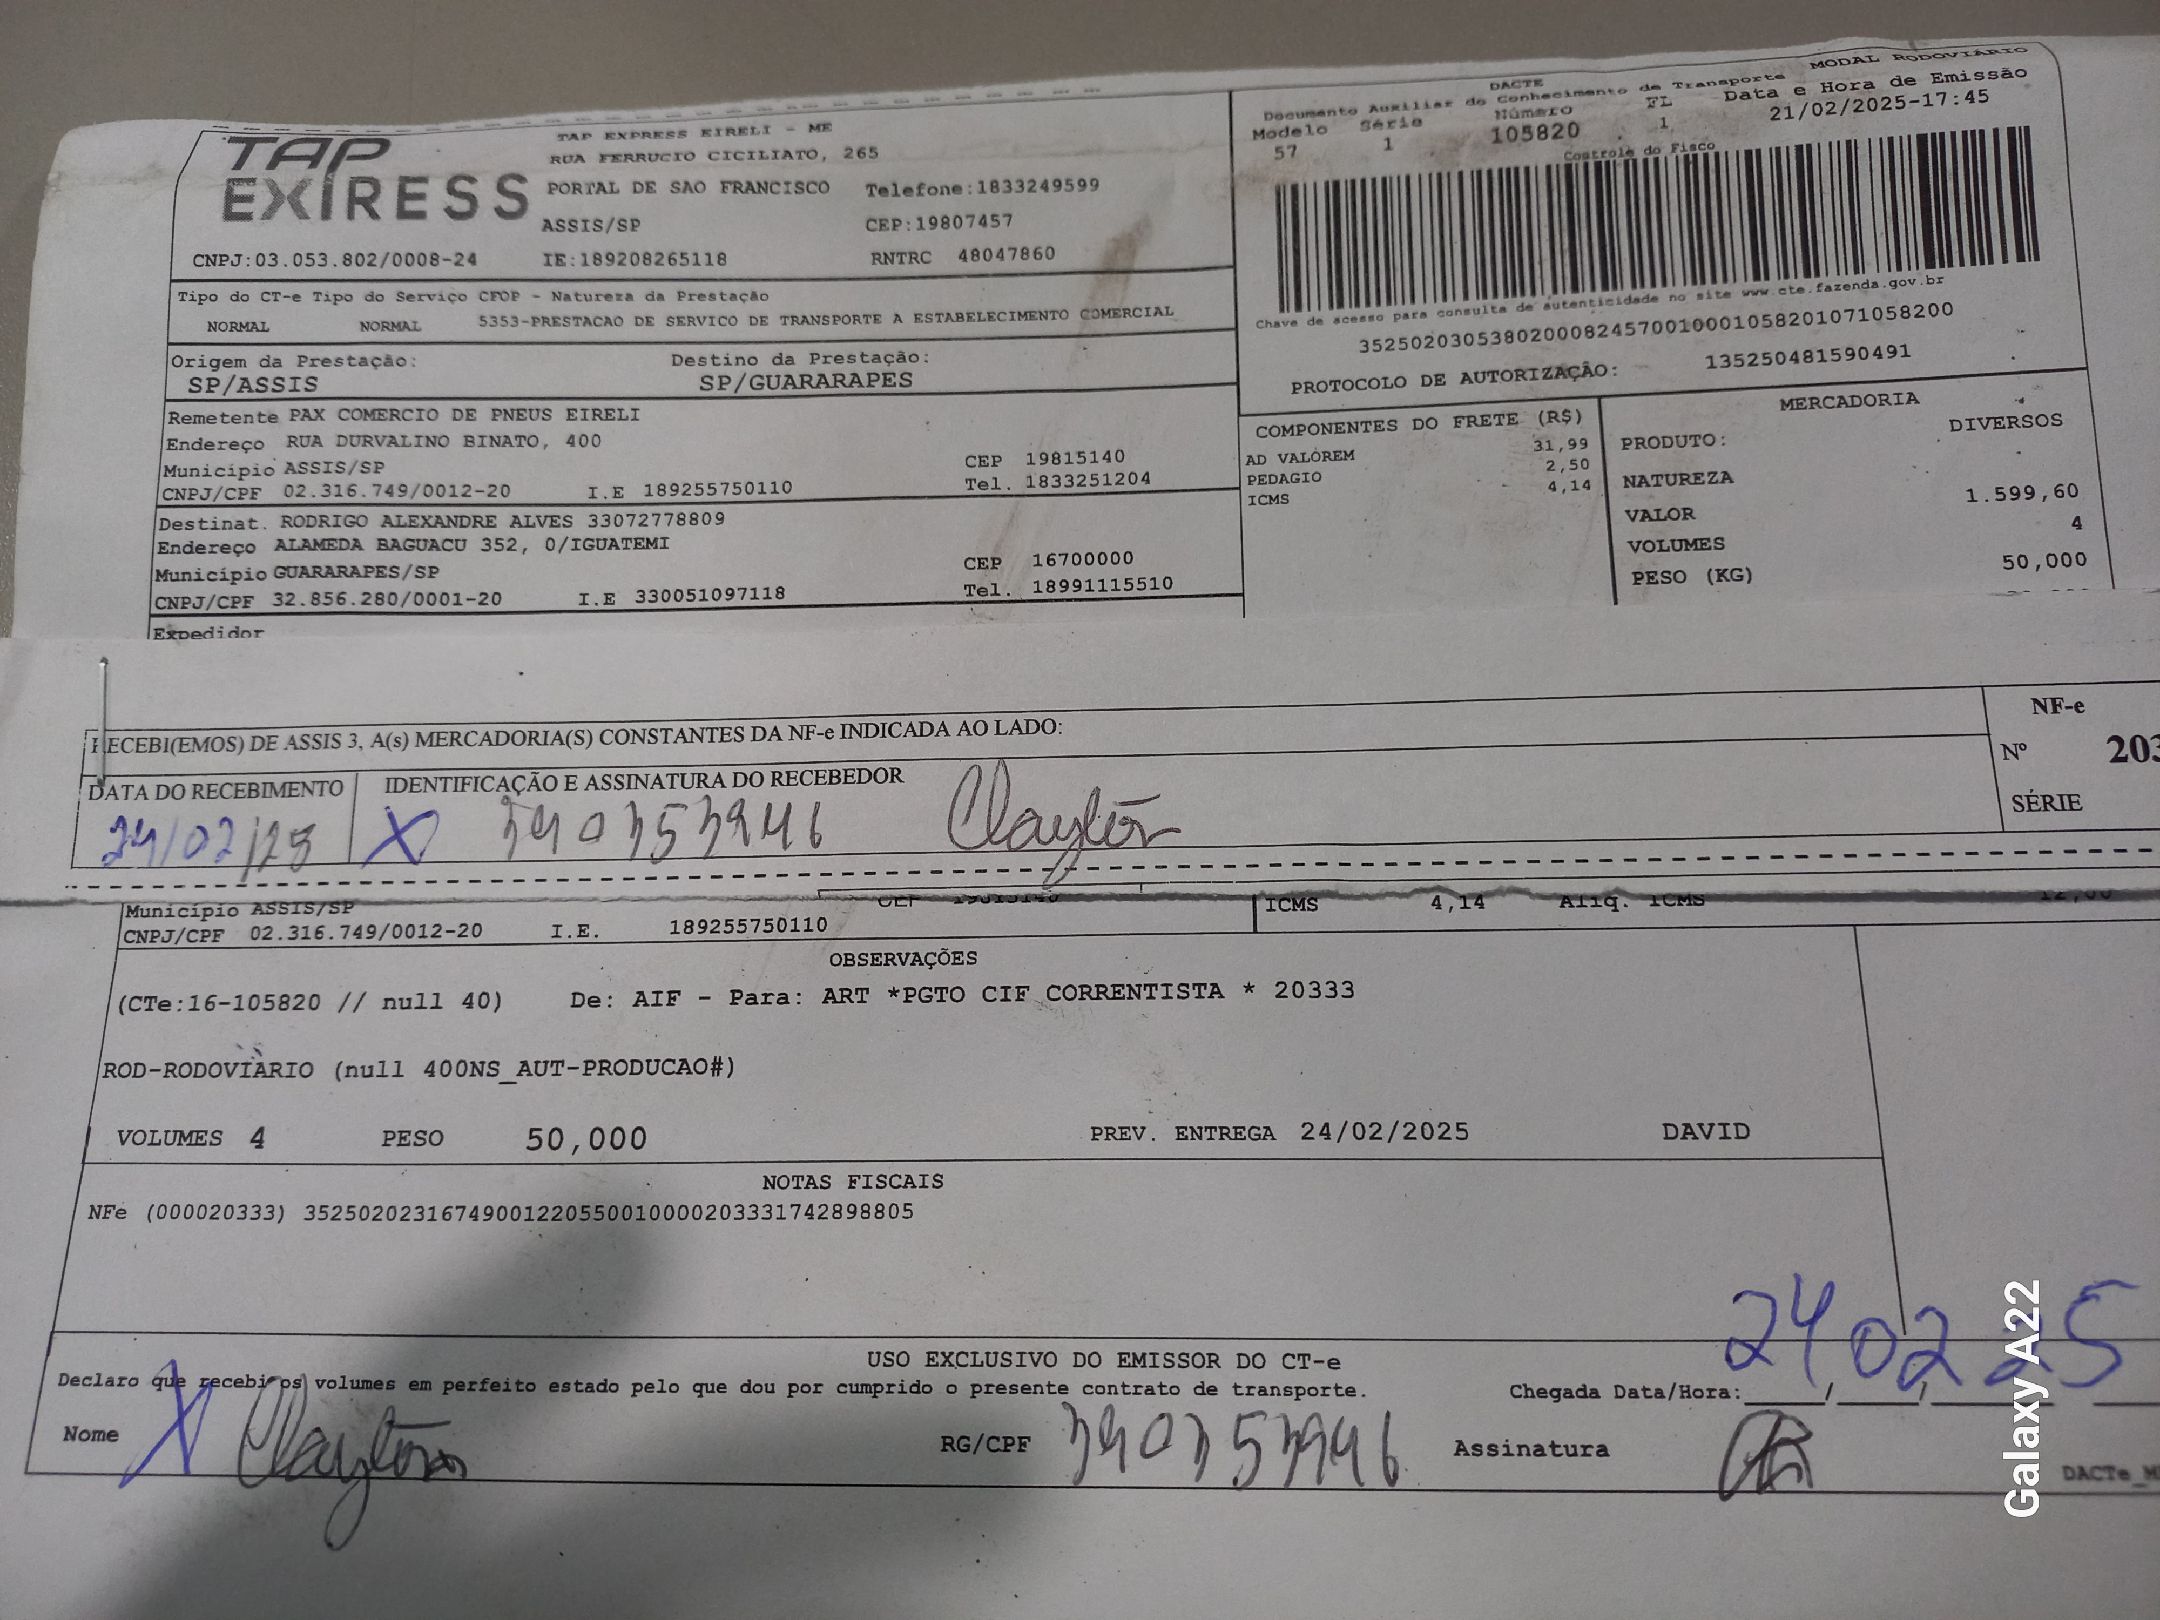 TAP EXPRESS
TAP EXPRESS EIRELI - ME
RUA FERRUCIO CICILIATO, 265
PORTAL DE SAO FRANCISCO Telefone:1833249599
ASSIS/SP CEP:19807457
CNPJ:03.053.802/0008-24 IE:189208265118 RNTRC 48047860
MODAL RODOVIÁRIO
DACTE
Documento Auxiliar do Conhecimento de Transporte
Modelo Série Número FL Data e Hora de Emissão
57 1 105820 1 21/02/2025-17:45
Controle do Fisco
Chave de acesso para consulta de autenticidade no site www.cte.fazenda.gov.br
35250203053802000824570010001058201071058200
PROTOCOLO DE AUTORIZAÇÃO: 135250481590491
Tipo do CT-e Tipo do Serviço CFOP - Natureza da Prestação
NORMAL NORMAL 5353-PRESTACAO DE SERVICO DE TRANSPORTE A ESTABELECIMENTO COMERCIAL
Origem da Prestação: Destino da Prestação:
SP/ASSIS SP/GUARARAPES
Remetente PAX COMERCIO DE PNEUS EIRELI
Endereço RUA DURVALINO BINATO, 400
Município ASSIS/SP CEP 19815140
CNPJ/CPF 02.316.749/0012-20 I.E 189255750110 Tel. 1833251204
Destinat. RODRIGO ALEXANDRE ALVES 33072778809
Endereço ALAMEDA BAGUACU 352, 0/IGUATEMI
Município GUARARAPES/SP CEP 16700000
CNPJ/CPF 32.856.280/0001-20 I.E 330051097118 Tel. 18991115510
Expedidor
COMPONENTES DO FRETE (R$)
AD VALOREM 31,99
PEDAGIO 2,50
ICMS 4,14
MERCADORIA
PRODUTO: DIVERSOS
NATUREZA
VALOR 1.599,60
VOLUMES 4
PESO (KG) 50,000
RECEBI(EMOS) DE ASSIS 3, A(s) MERCADORIA(S) CONSTANTES DA NF-e INDICADA AO LADO:
NF-e
Nº 203
SÉRIE
DATA DO RECEBIMENTO IDENTIFICAÇÃO E ASSINATURA DO RECEBEDOR
24/02/25 X 390353946 Clayton
Município ASSIS/SP CEP 19815140 ICMS 4,14 Aliq. ICMS 12,00
CNPJ/CPF 02.316.749/0012-20 I.E. 189255750110
OBSERVAÇÕES
(CTe:16-105820 // null 40) De: AIF - Para: ART *PGTO CIF CORRENTISTA * 20333
ROD-RODOVIÁRIO (null 400NS_AUT-PRODUCAO#)
VOLUMES 4 PESO 50,000 PREV. ENTREGA 24/02/2025 DAVID
NOTAS FISCAIS
NFe (000020333) 35250202316749001220550010000203331742898805
USO EXCLUSIVO DO EMISSOR DO CT-e
Declaro que recebi os volumes em perfeito estado pelo que dou por cumprido o presente contrato de transporte.
Chegada Data/Hora: 24 02 25
Nome X Clayton RG/CPF 390353946 Assinatura
DACTe_M
Galaxy A22